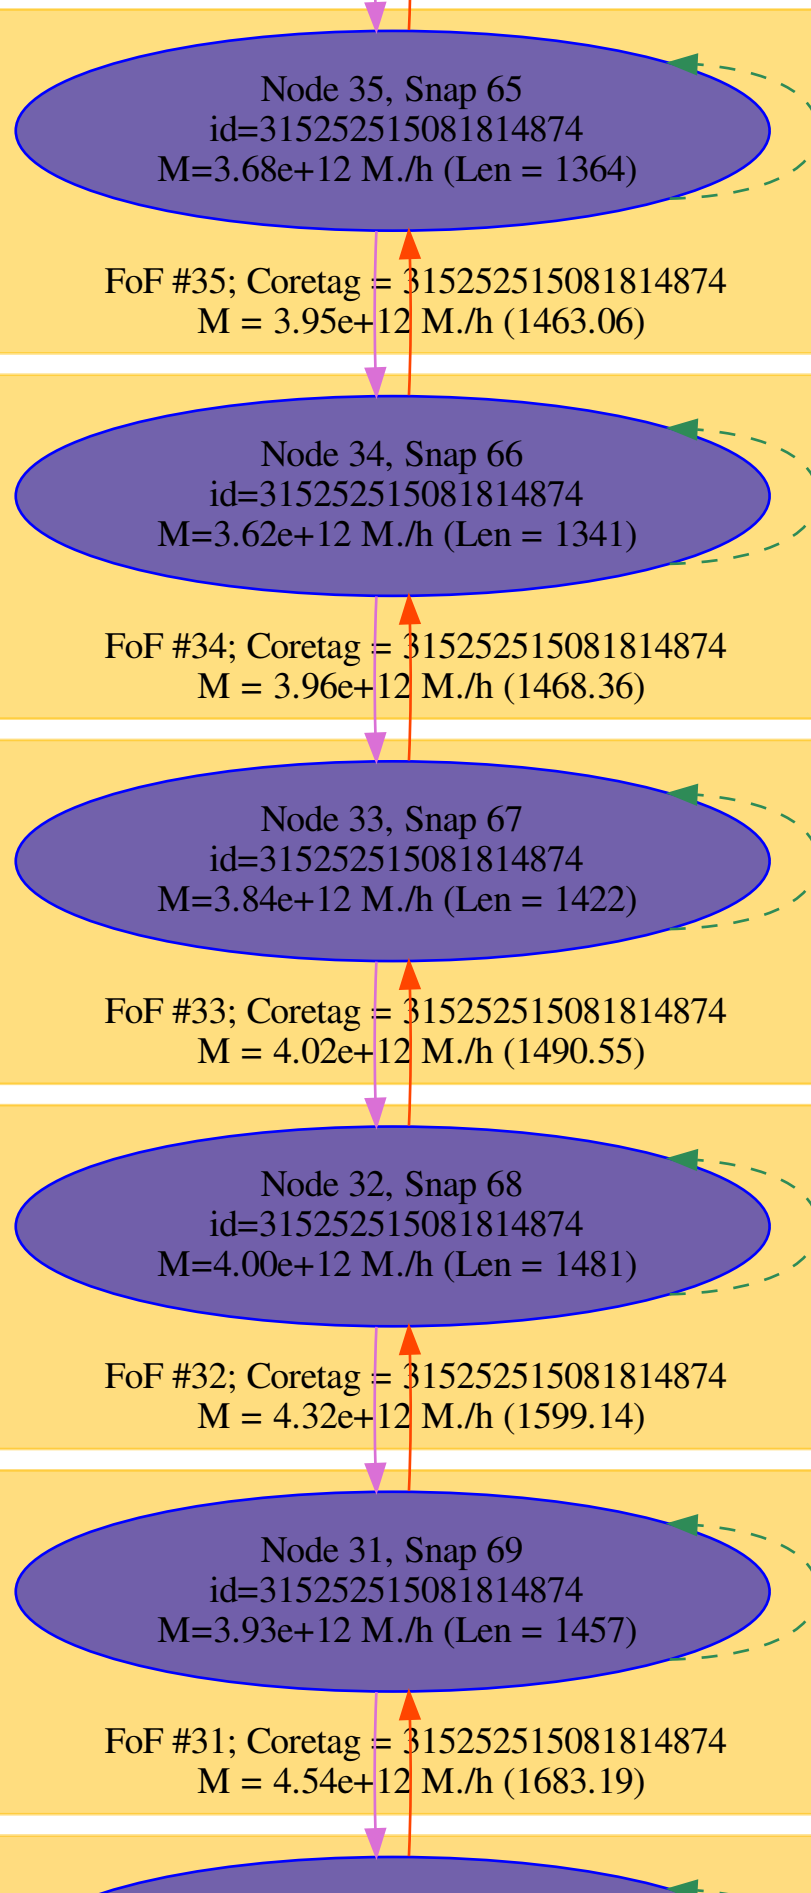 Node 35, Snap 65
id=315252515081814874
M=3.68e+12 M./h (Len = 1364)
FoF #35; Coretag = 315252515081814874
M = 3.95e+12 M./h (1463.06)
Node 34, Snap 66
id=315252515081814874
M=3.62e+12 M./h (Len = 1341)
FoF #34; Coretag = 315252515081814874
M = 3.96e+12 M./h (1468.36)
Node 33, Snap 67
id=315252515081814874
M=3.84e+12 M./h (Len = 1422)
FoF #33; Coretag = 315252515081814874
M = 4.02e+12 M./h (1490.55)
Node 32, Snap 68
id=315252515081814874
M=4.00e+12 M./h (Len = 1481)
FoF #32; Coretag = 315252515081814874
M = 4.32e+12 M./h (1599.14)
Node 31, Snap 69
id=315252515081814874
M=3.93e+12 M./h (Len = 1457)
FoF #31; Coretag = 315252515081814874
M = 4.54e+12 M./h (1683.19)